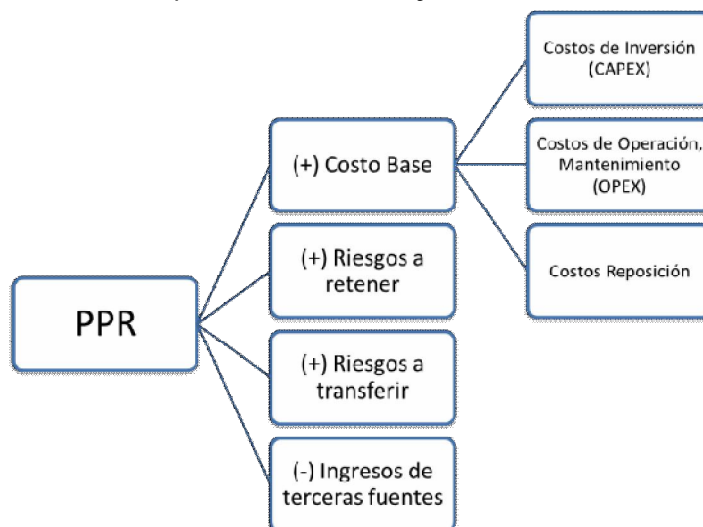 PPR
(+) Costo Base
(+) Riesgos a
retener
(+) Riesgos a
transferir
(-) Ingresos de
terceras fuentes
Costos de Inversión
(CAPEX)
Costos de Operación,
Mantenimiento
(OPEX)
Costos Reposición